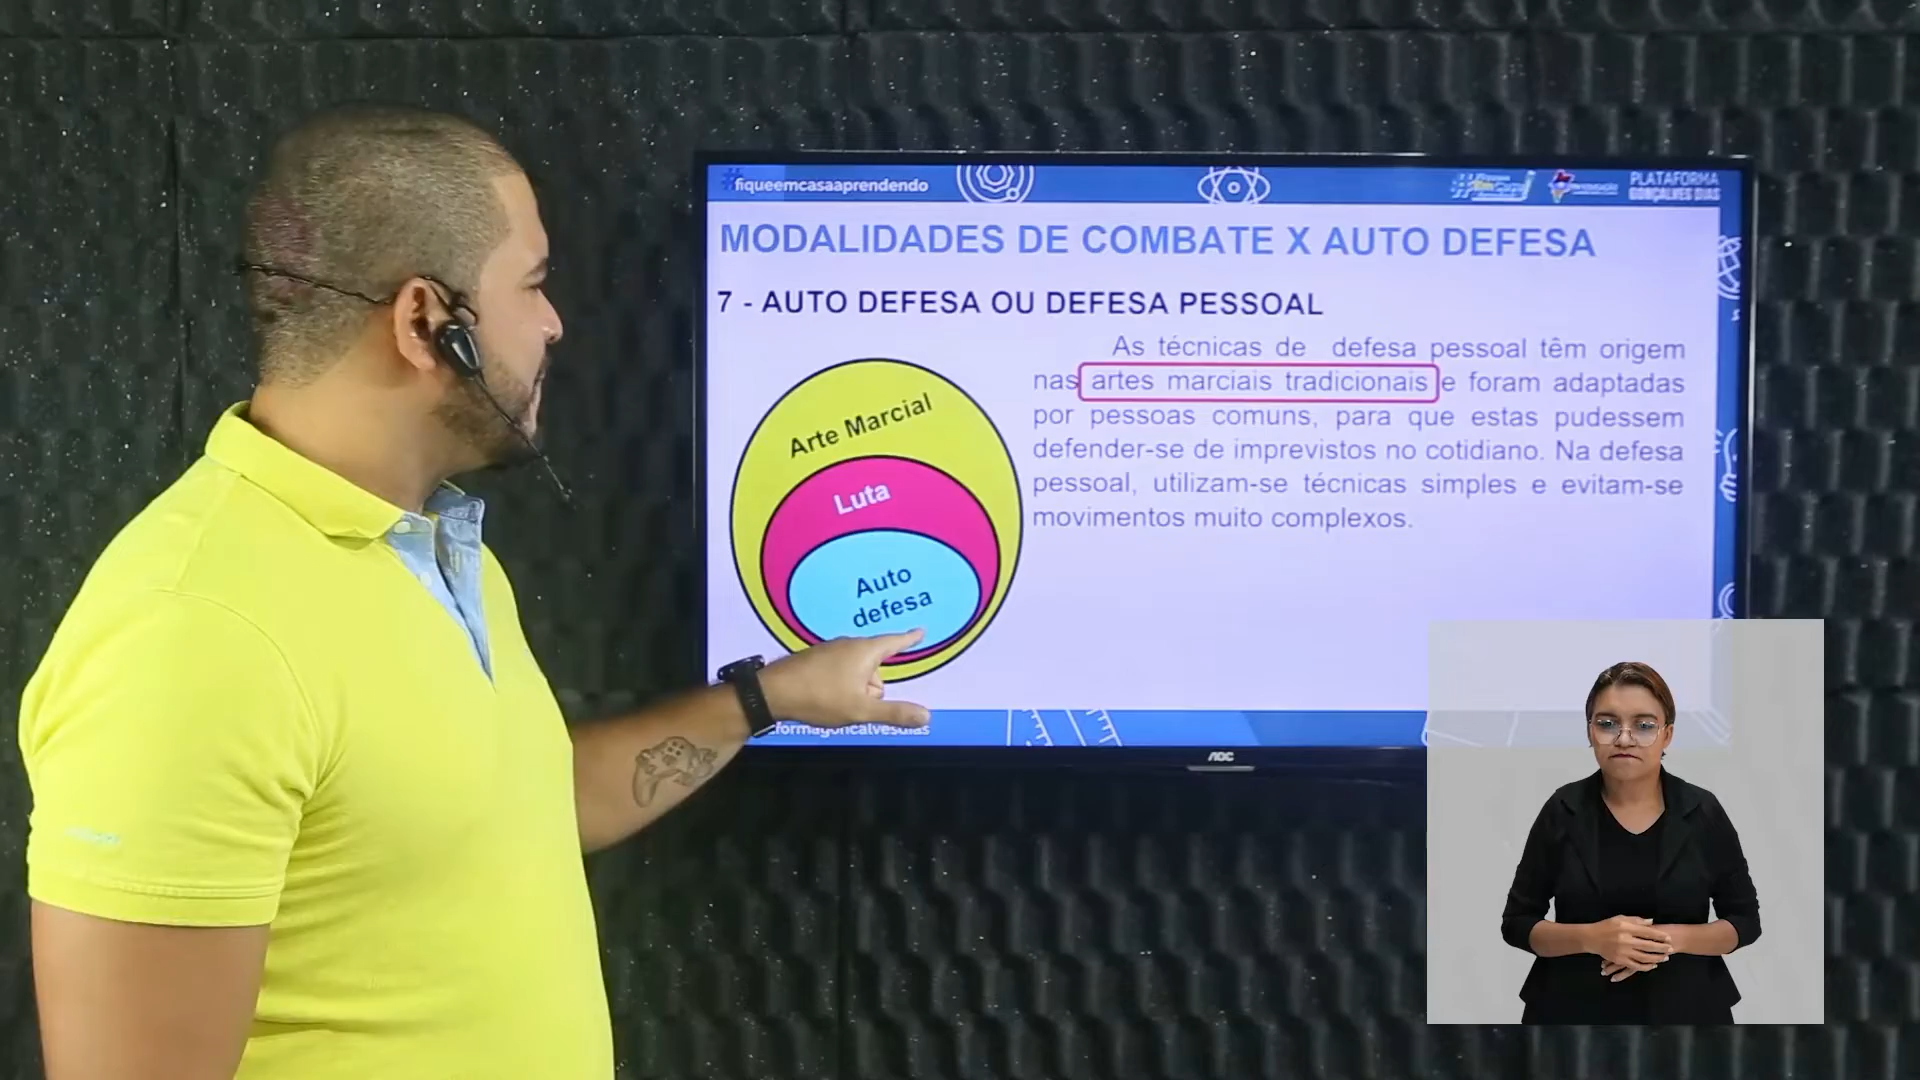 #fiqueemcasaaprendendo
PLATAFORMA
GONÇALVES DIAS
MODALIDADES DE COMBATE X AUTO DEFESA
7 - AUTO DEFESA OU DEFESA PESSOAL
As técnicas de defesa pessoal têm origem
nas artes marciais tradicionais e foram adaptadas
por pessoas comuns, para que estas pudessem
defender-se de imprevistos no cotidiano. Na defesa
pessoal, utilizam-se técnicas simples e evitam-se
movimentos muito complexos.
Arte Marcial
Luta
Auto
defesa
formagoncalvesdias
AOC